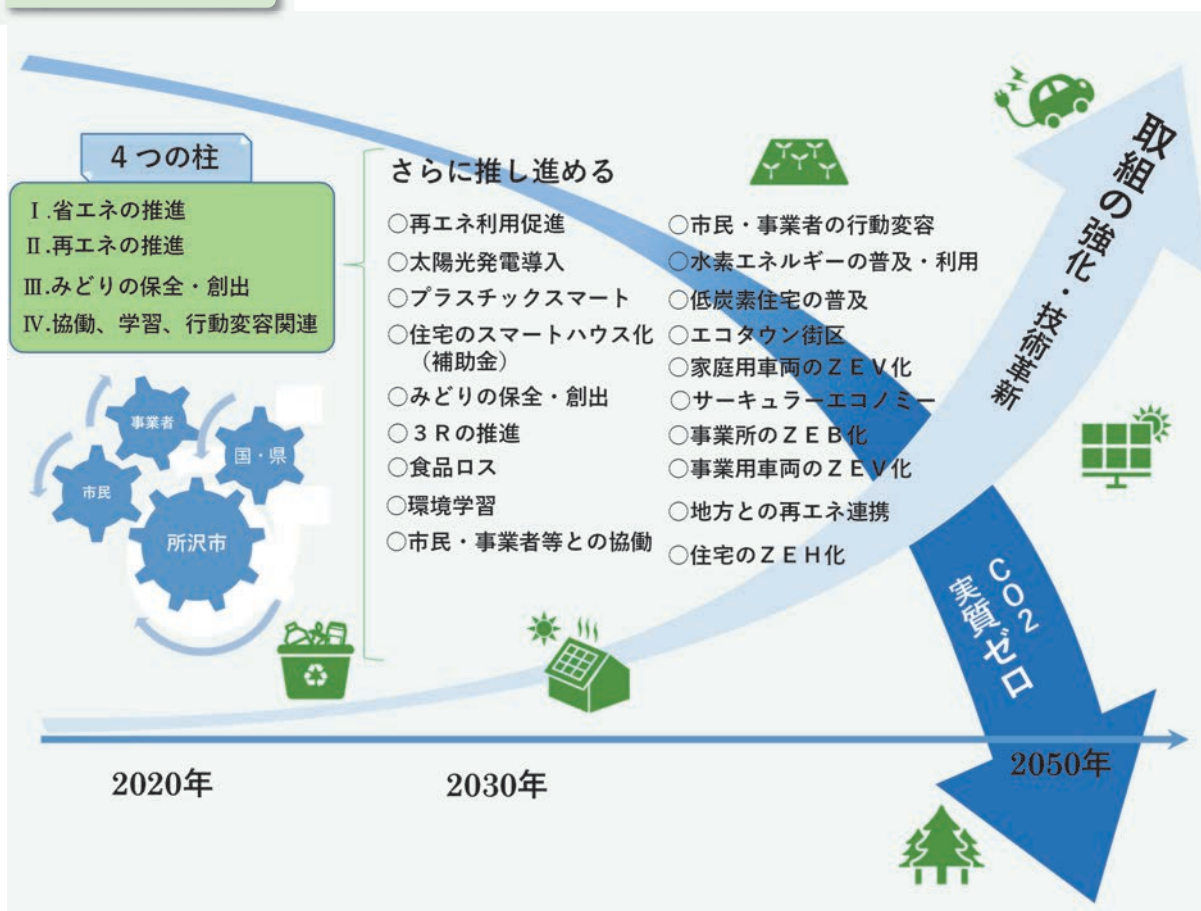 4つの柱
Ⅰ.省エネの推進
Ⅱ.再エネの推進
Ⅲ.みどりの保全・創出
Ⅳ.協働、学習、行動変容関連
事業者
国・県
市民
所沢市
さらに推し進める
○再エネ利用促進
○太陽光発電導入
○プラスチックスマート
○住宅のスマートハウス化
(補助金)
○みどりの保全・創出
○3Rの推進
○食品ロス
○環境学習
○市民・事業者等との協働
○市民・事業者の行動変容
○水素エネルギーの普及・利用
○低炭素住宅の普及
○エコタウン街区
○家庭用車両のZEV化
○サーキュラーエコノミー
○事業所のZEB化
○事業用車両のZEV化
○地方との再エネ連携
○住宅のZEH化
取組の強化・技術革新
CO2
実質ゼロ
2020年
2030年
2050年